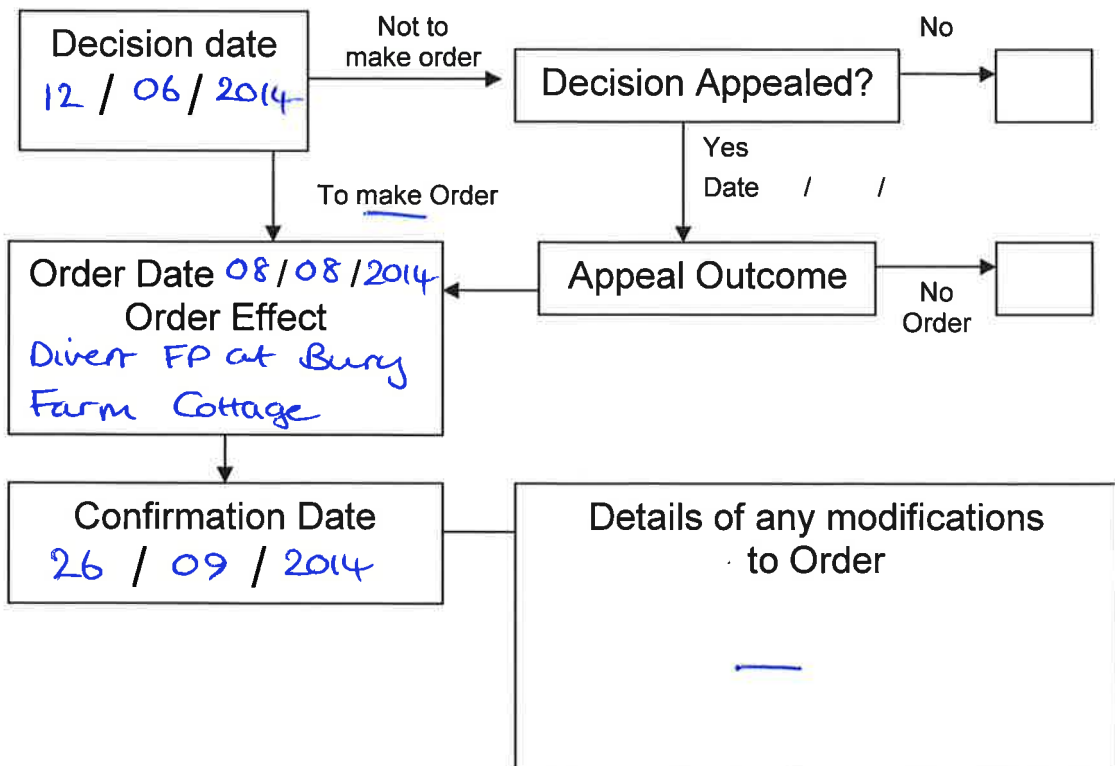 Decision date
12 / 06 / 2014
Not to
make order
Decision Appealed?
No
Yes
Date / /
To make Order
Order Date 08/08/2014
Order Effect
Divert FP at Bury
Farm Cottage
Appeal Outcome
No
Order
Confirmation Date
26 / 09 / 2014
Details of any modifications
to Order
—